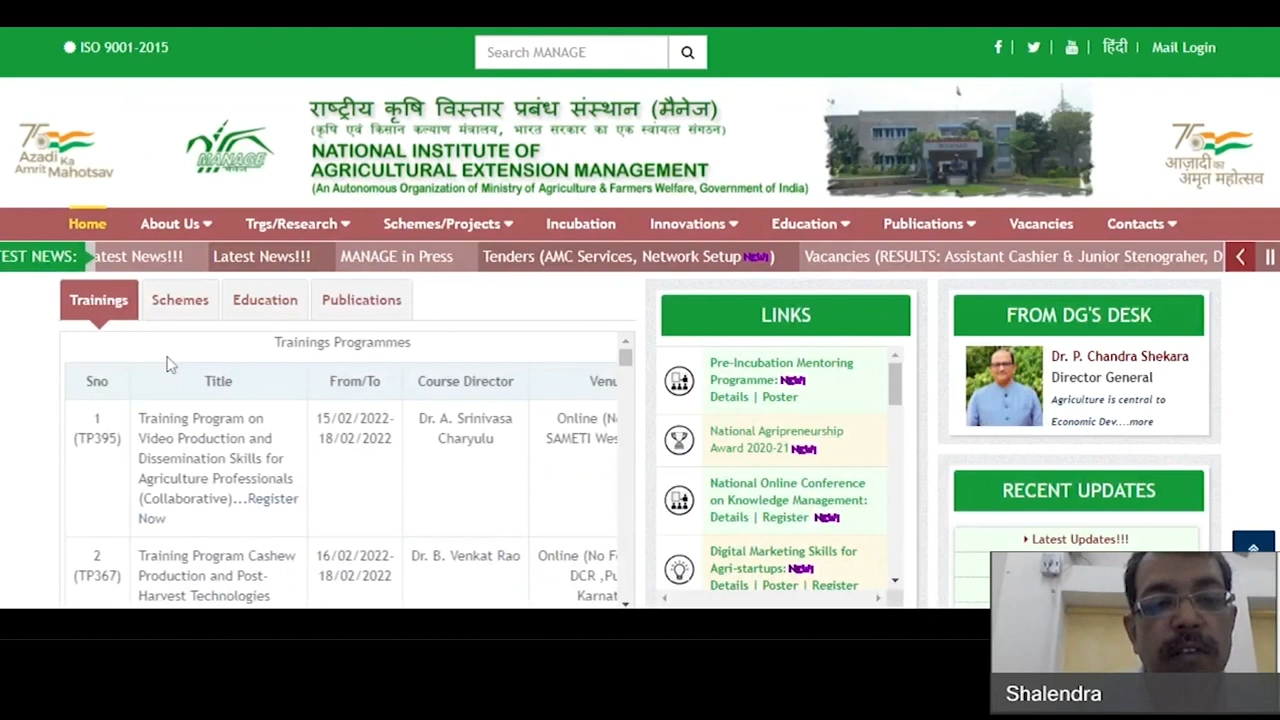 ISO 9001-2015
Search MANAGE
हिंदी
Mail Login
75
Azadi Ka
Amrit Mahotsav
MANAGE
मैनेज
राष्ट्रीय कृषि विस्तार प्रबंध संस्थान (मैनेज)
(कृषि एवं किसान कल्याण मंत्रालय, भारत सरकार का एक स्वायत्त संगठन)
NATIONAL INSTITUTE OF
AGRICULTURAL EXTENSION MANAGEMENT
(An Autonomous Organization of Ministry of Agriculture & Farmers Welfare, Government of India)
75
आज़ादी का
अमृत महोत्सव
Home
About Us
Trgs/Research
Schemes/Projects
Incubation
Innovations
Education
Publications
Vacancies
Contacts
EST NEWS:
atest News!!!
Latest News!!!
MANAGE in Press
Tenders (AMC Services, Network Setup NEW! )
Vacancies (RESULTS: Assistant Cashier & Junior Stenograher, D
Trainings
Schemes
Education
Publications
Trainings Programmes
Sno
Title
From/To
Course Director
Venu
1
(TP395)
Training Program on
Video Production and
Dissemination Skills for
Agriculture Professionals
(Collaborative)...Register
Now
15/02/2022-
18/02/2022
Dr. A. Srinivasa
Charyulu
Online (N
SAMETI Wes
2
(TP367)
Training Program Cashew
Production and Post-
Harvest Technologies
16/02/2022-
18/02/2022
Dr. B. Venkat Rao
Online (No F
DCR ,Pu
Karnat
LINKS
Pre-Incubation Mentoring
Programme: NEW!
Details | Poster
National Agripreneurship
Award 2020-21 NEW!
National Online Conference
on Knowledge Management:
Details | Register NEW!
Digital Marketing Skills for
Agri-startups: NEW!
Details | Poster | Register
FROM DG'S DESK
Dr. P. Chandra Shekara
Director General
Agriculture is central to
Economic Dev....more
RECENT UPDATES
Latest Updates!!!
Shalendra